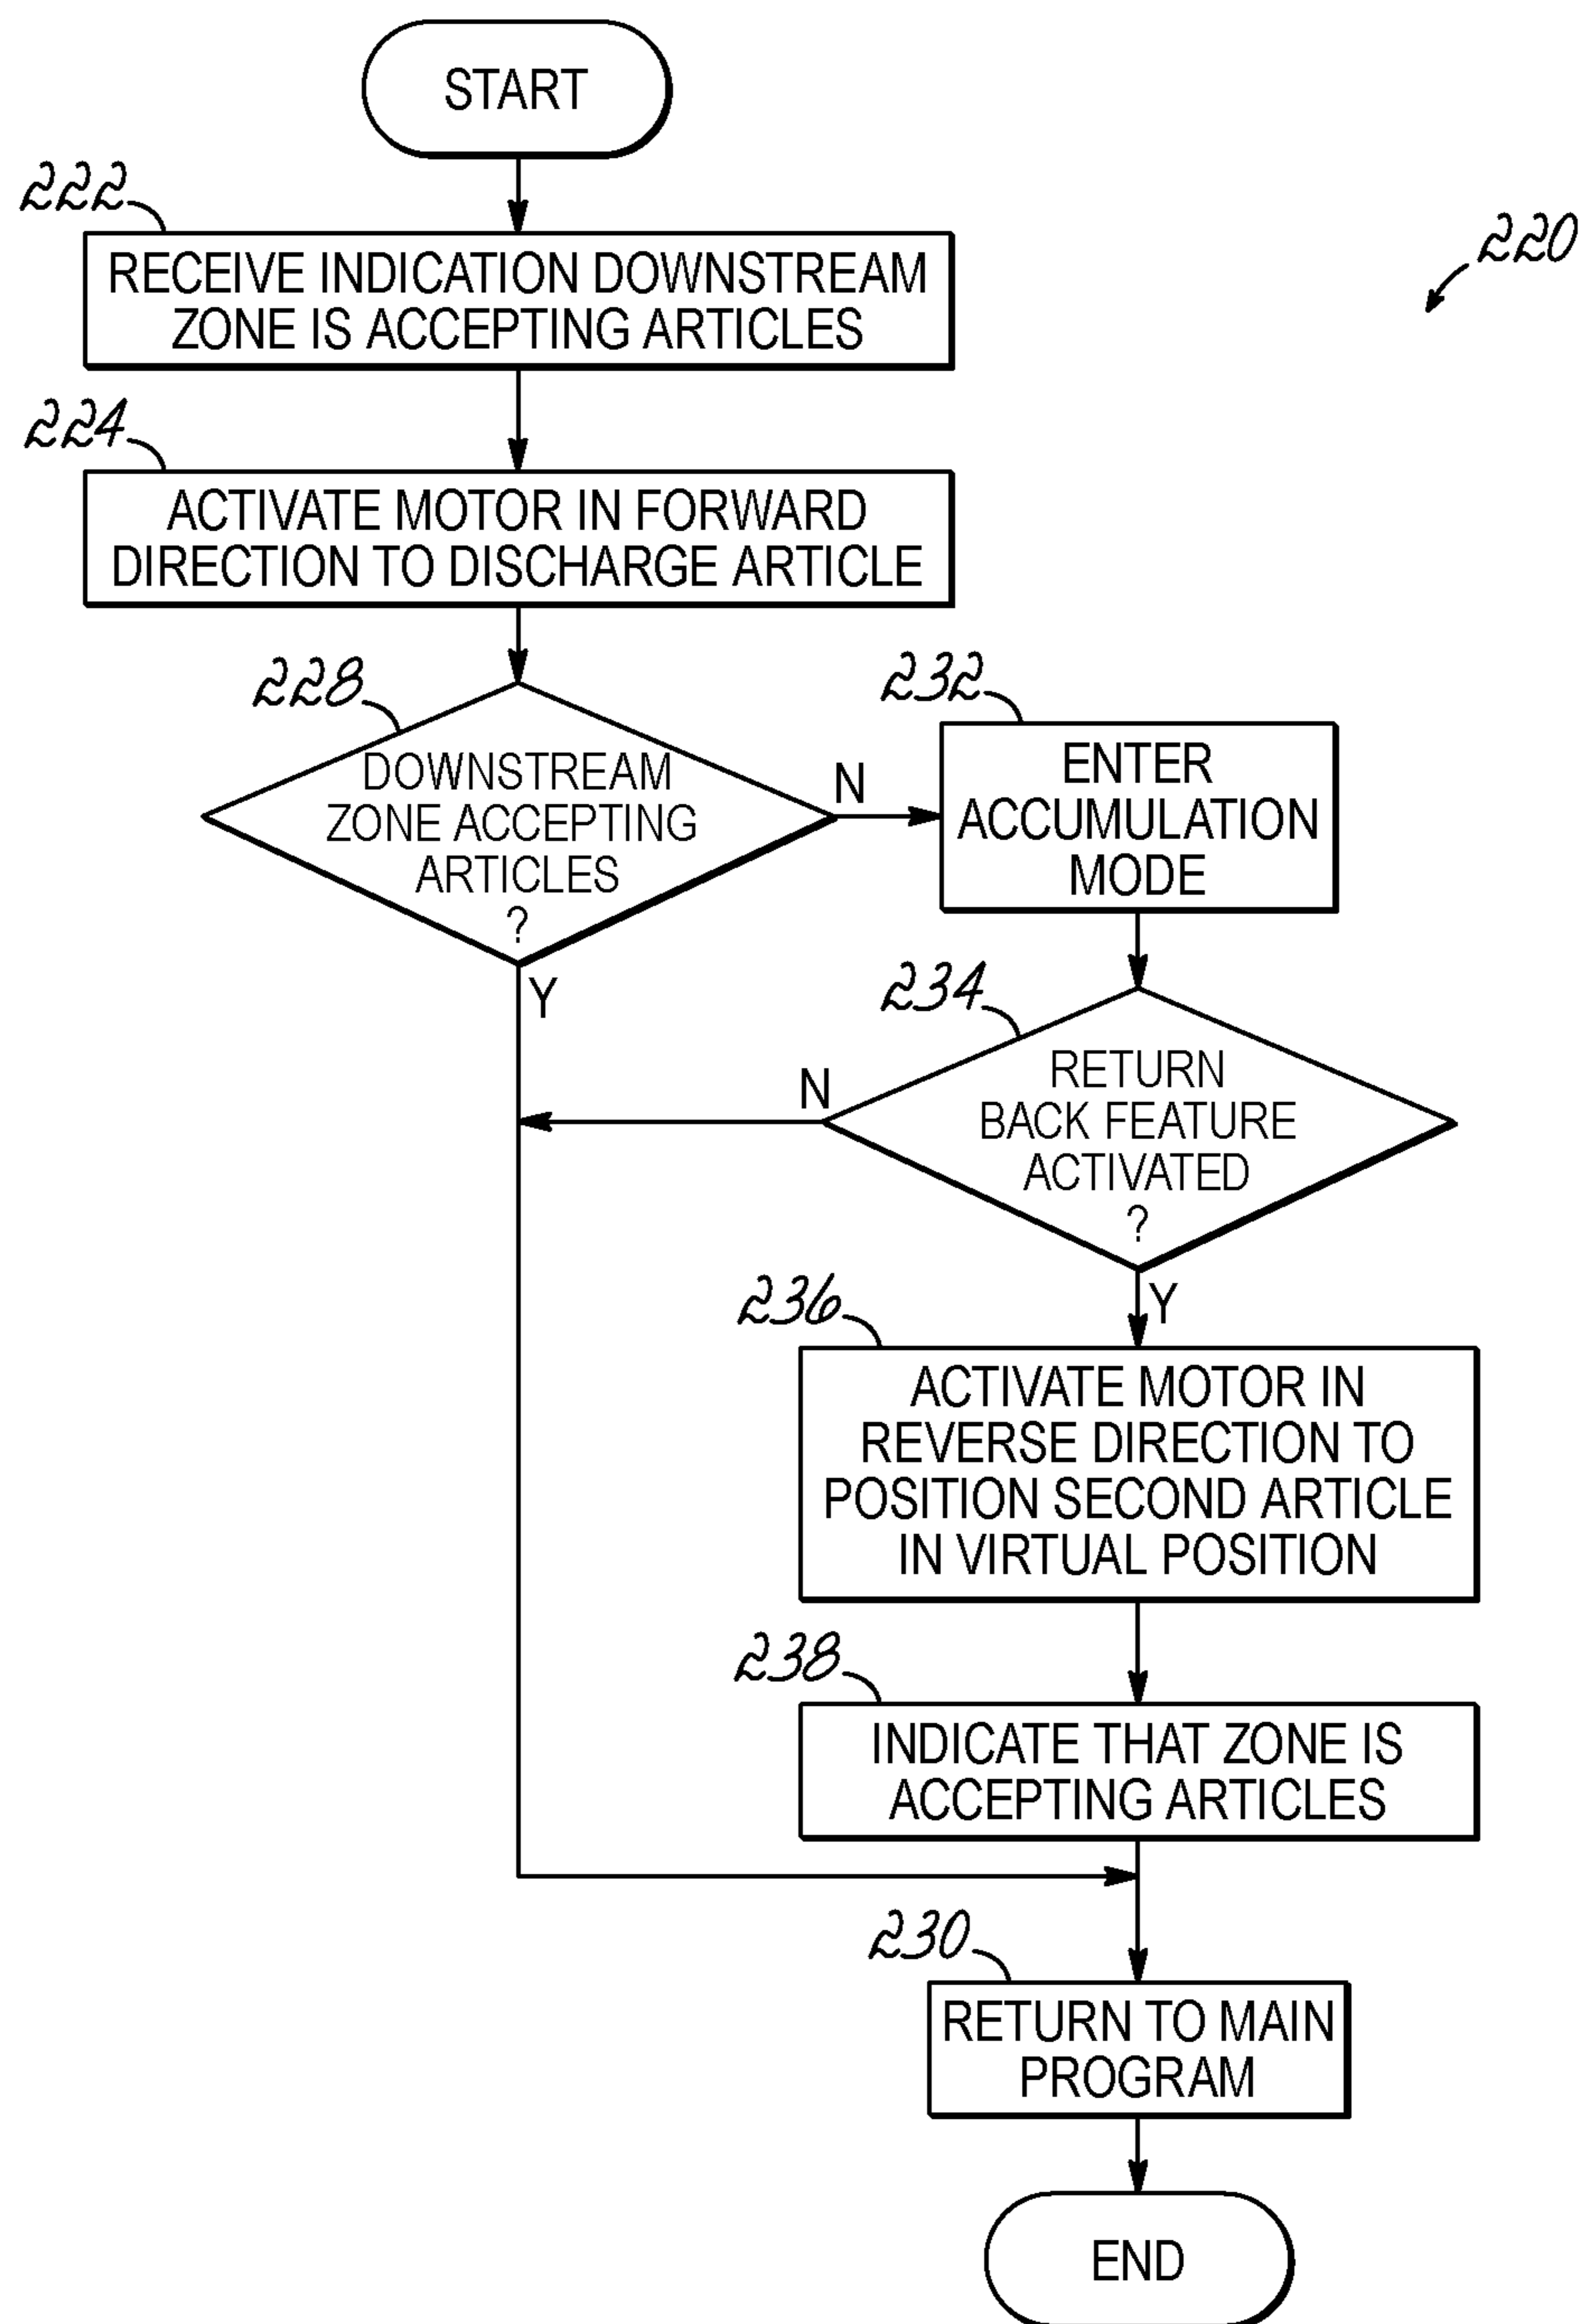 START
222
220
RECEIVE INDICATION DOWNSTREAM
ZONE IS ACCEPTING ARTICLES
224
ACTIVATE MOTOR IN FORWARD
DIRECTION TO DISCHARGE ARTICLE
228
DOWNSTREAM
ZONE ACCEPTING
ARTICLES
?
N
Y
232
ENTER
ACCUMULATION
MODE
234
RETURN
BACK FEATURE
ACTIVATED
?
N
Y
236
ACTIVATE MOTOR IN
REVERSE DIRECTION TO
POSITION SECOND ARTICLE
IN VIRTUAL POSITION
238
INDICATE THAT ZONE IS
ACCEPTING ARTICLES
230
RETURN TO MAIN
PROGRAM
END